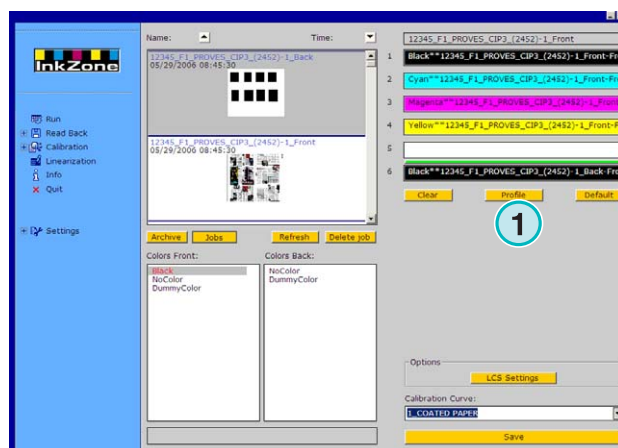 InkZone
Run
Read Back
Calibration
Linearization
Info
Quit
Settings
Name:
Time:
12345_F1_PROVES_CIP3_(2452)-1_Back
05/29/2006 08:45:30
12345_F1_PROVES_CIP3_(2452)-1_Front
05/29/2006 08:45:30
Archive
Jobs
Refresh
Delete job
Colors Front:
Black
NoColor
DummyColor
Colors Back:
NoColor
DummyColor
12345_F1_PROVES_CIP3_(2452)-1_Front
1 Black**12345_F1_PROVES_CIP3_(2452)-1_Front-Fro
2 Cyan**12345_F1_PROVES_CIP3_(2452)-1_Front-Fron
3 Magenta**12345_F1_PROVES_CIP3_(2452)-1_Front
4 Yellow**12345_F1_PROVES_CIP3_(2452)-1_Front-F
5
6 Black**12345_F1_PROVES_CIP3_(2452)-1_Back-Fro
Clear
Profile
Default
1
Options
LCS Settings
Calibration Curve:
1_COATED PAPER
Save